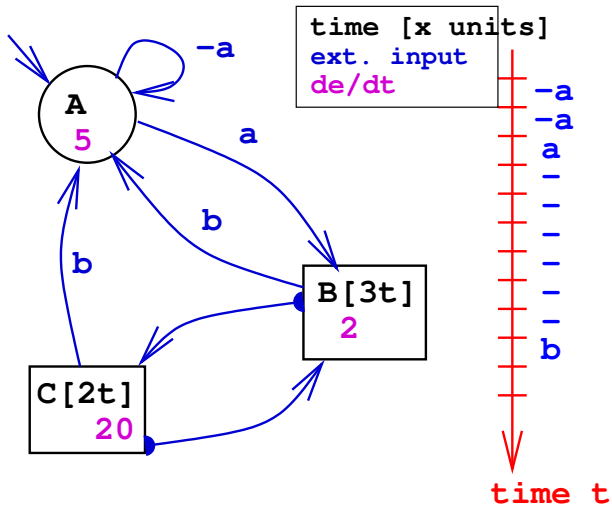 time [x units]
ext. input
de/dt
-a
A
5
a
b
b
B[3t]
2
C[2t]
20
-a
-a
a
-
-
-
-
-
-
b
time t